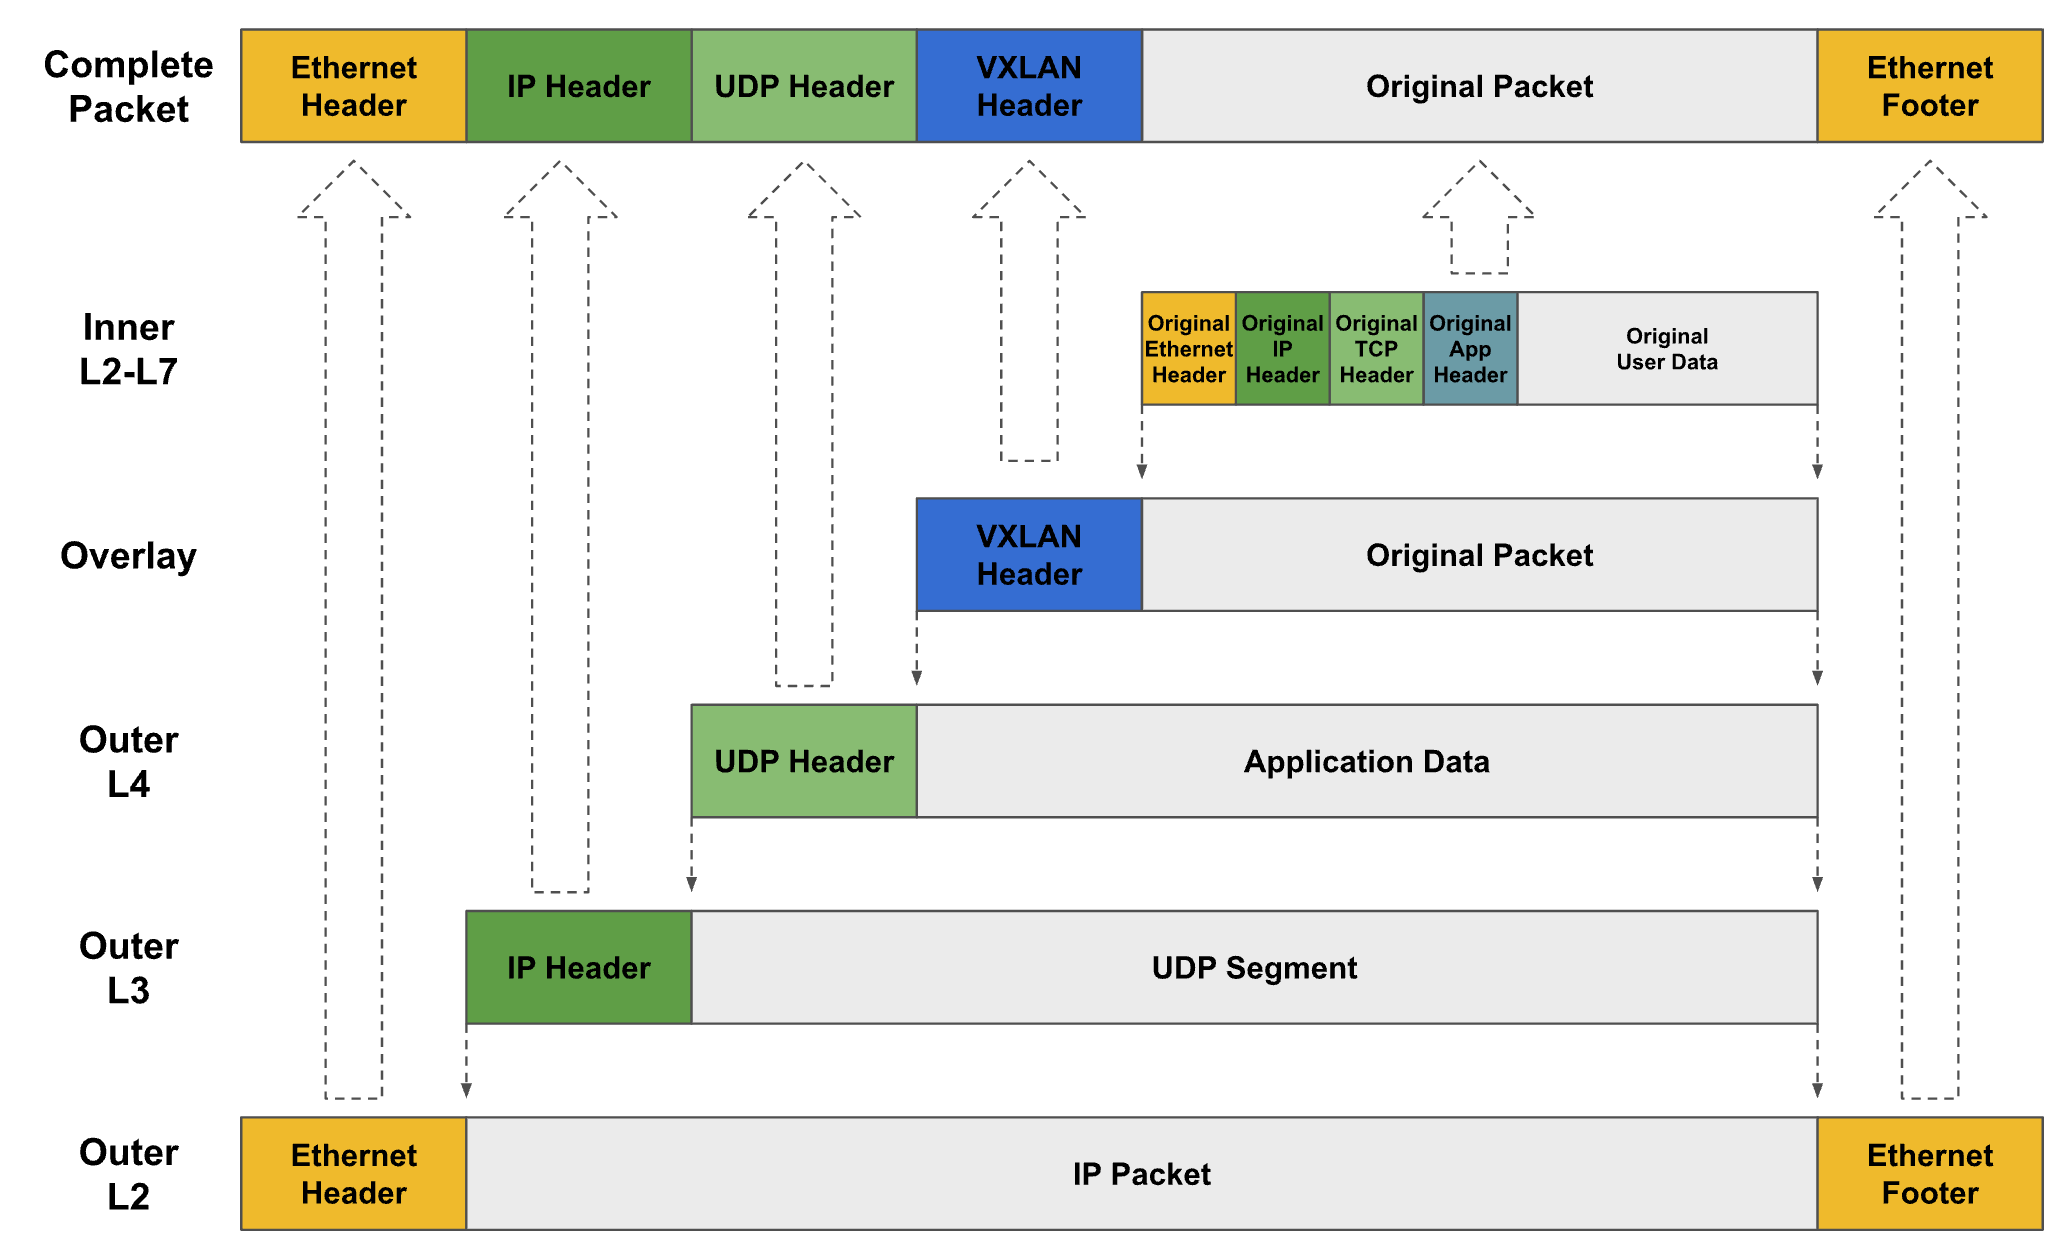 Complete
Packet
Ethernet
Header
IP Header
UDP Header
VXLAN
Header
Original Packet
Ethernet
Footer
Inner
L2-L7
Original
Ethernet
Header
Original
IP
Header
Original
TCP
Header
Original
App
Header
Original
User Data
Overlay
VXLAN
Header
Original Packet
Outer
L4
UDP Header
Application Data
Outer
L3
IP Header
UDP Segment
Outer
L2
Ethernet
Header
IP Packet
Ethernet
Footer